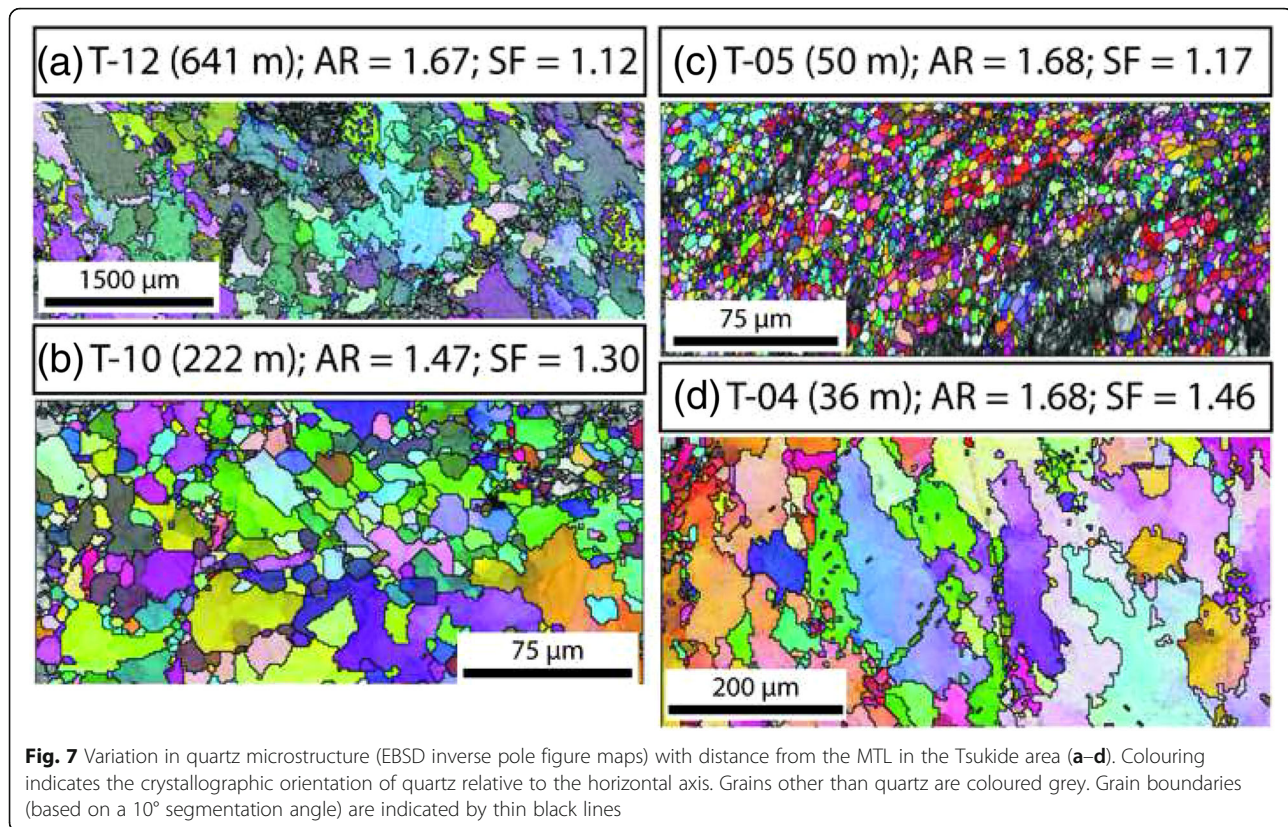 (a) T-12 (641 m); AR = 1.67; SF = 1.12
1500 μm
(b) T-10 (222 m); AR = 1.47; SF = 1.30
75 μm
(c) T-05 (50 m); AR = 1.68; SF = 1.17
75 μm
(d) T-04 (36 m); AR = 1.68; SF = 1.46
200 μm
Fig. 7 Variation in quartz microstructure (EBSD inverse pole figure maps) with distance from the MTL in the Tsukide area (a–d). Colouring
indicates the crystallographic orientation of quartz relative to the horizontal axis. Grains other than quartz are coloured grey. Grain boundaries
(based on a 10° segmentation angle) are indicated by thin black lines